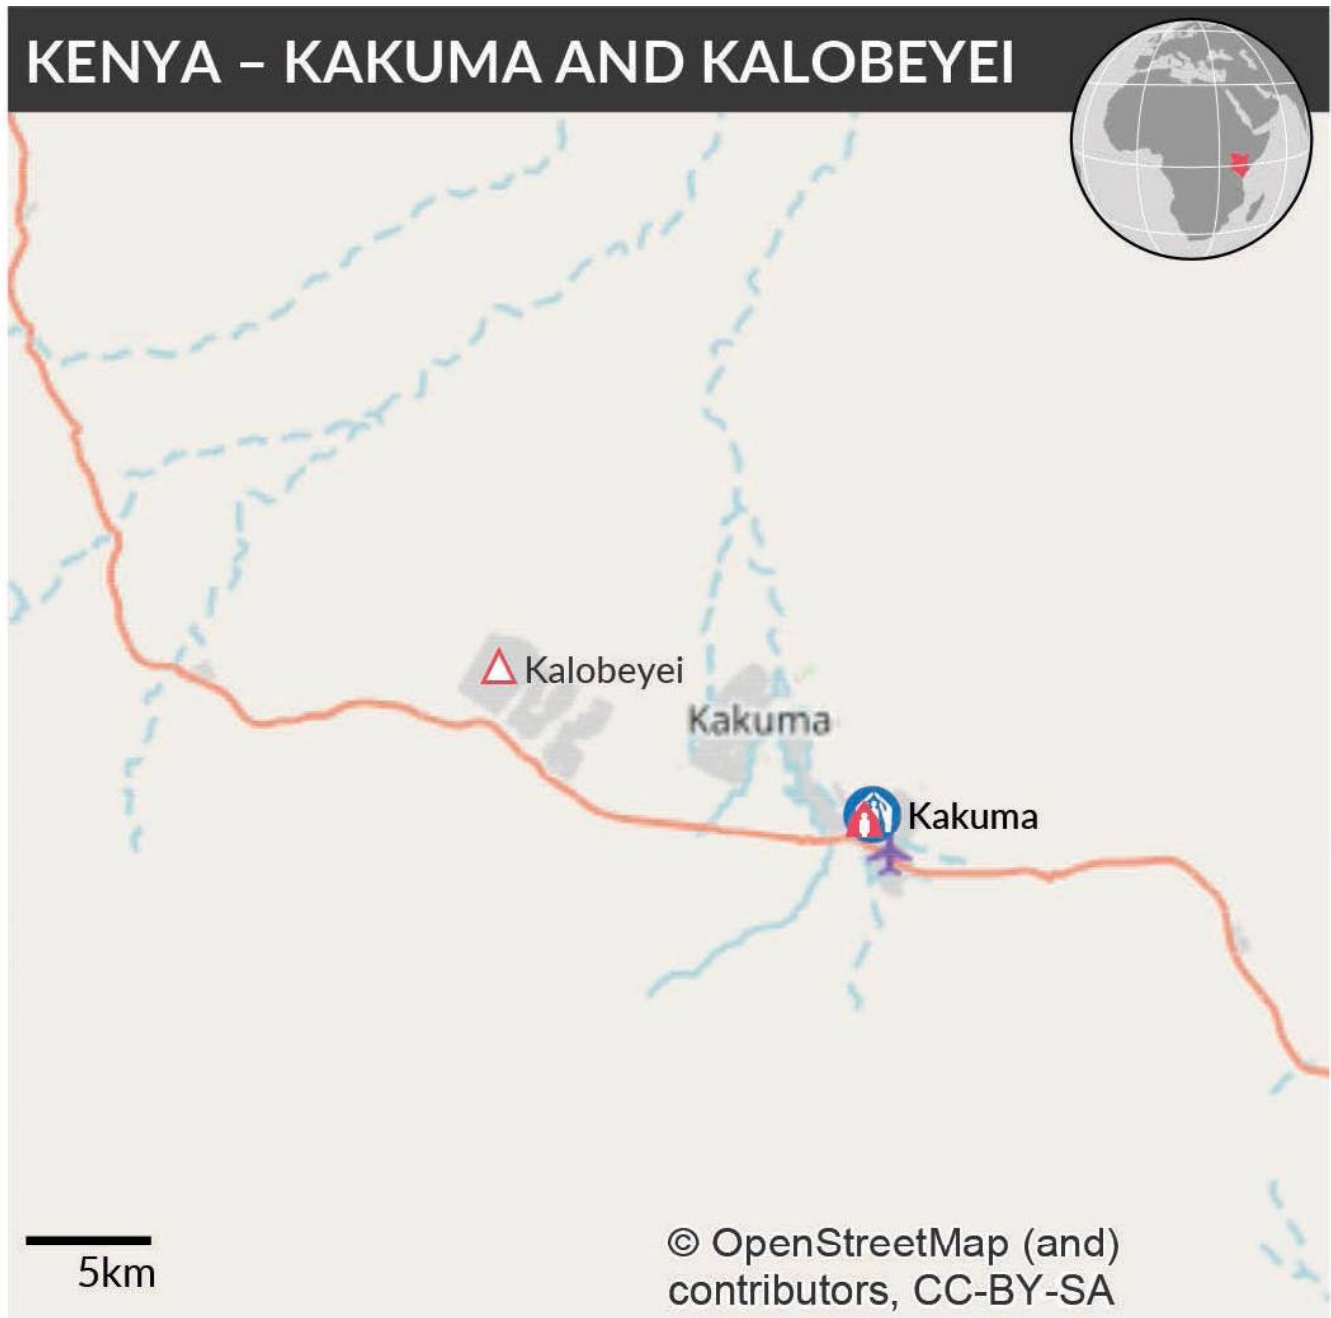 KENYA – KAKUMA AND KALOBEYEI
Kalobeyei
Kakuma
Kakuma
5km
© OpenStreetMap (and)
contributors, CC-BY-SA